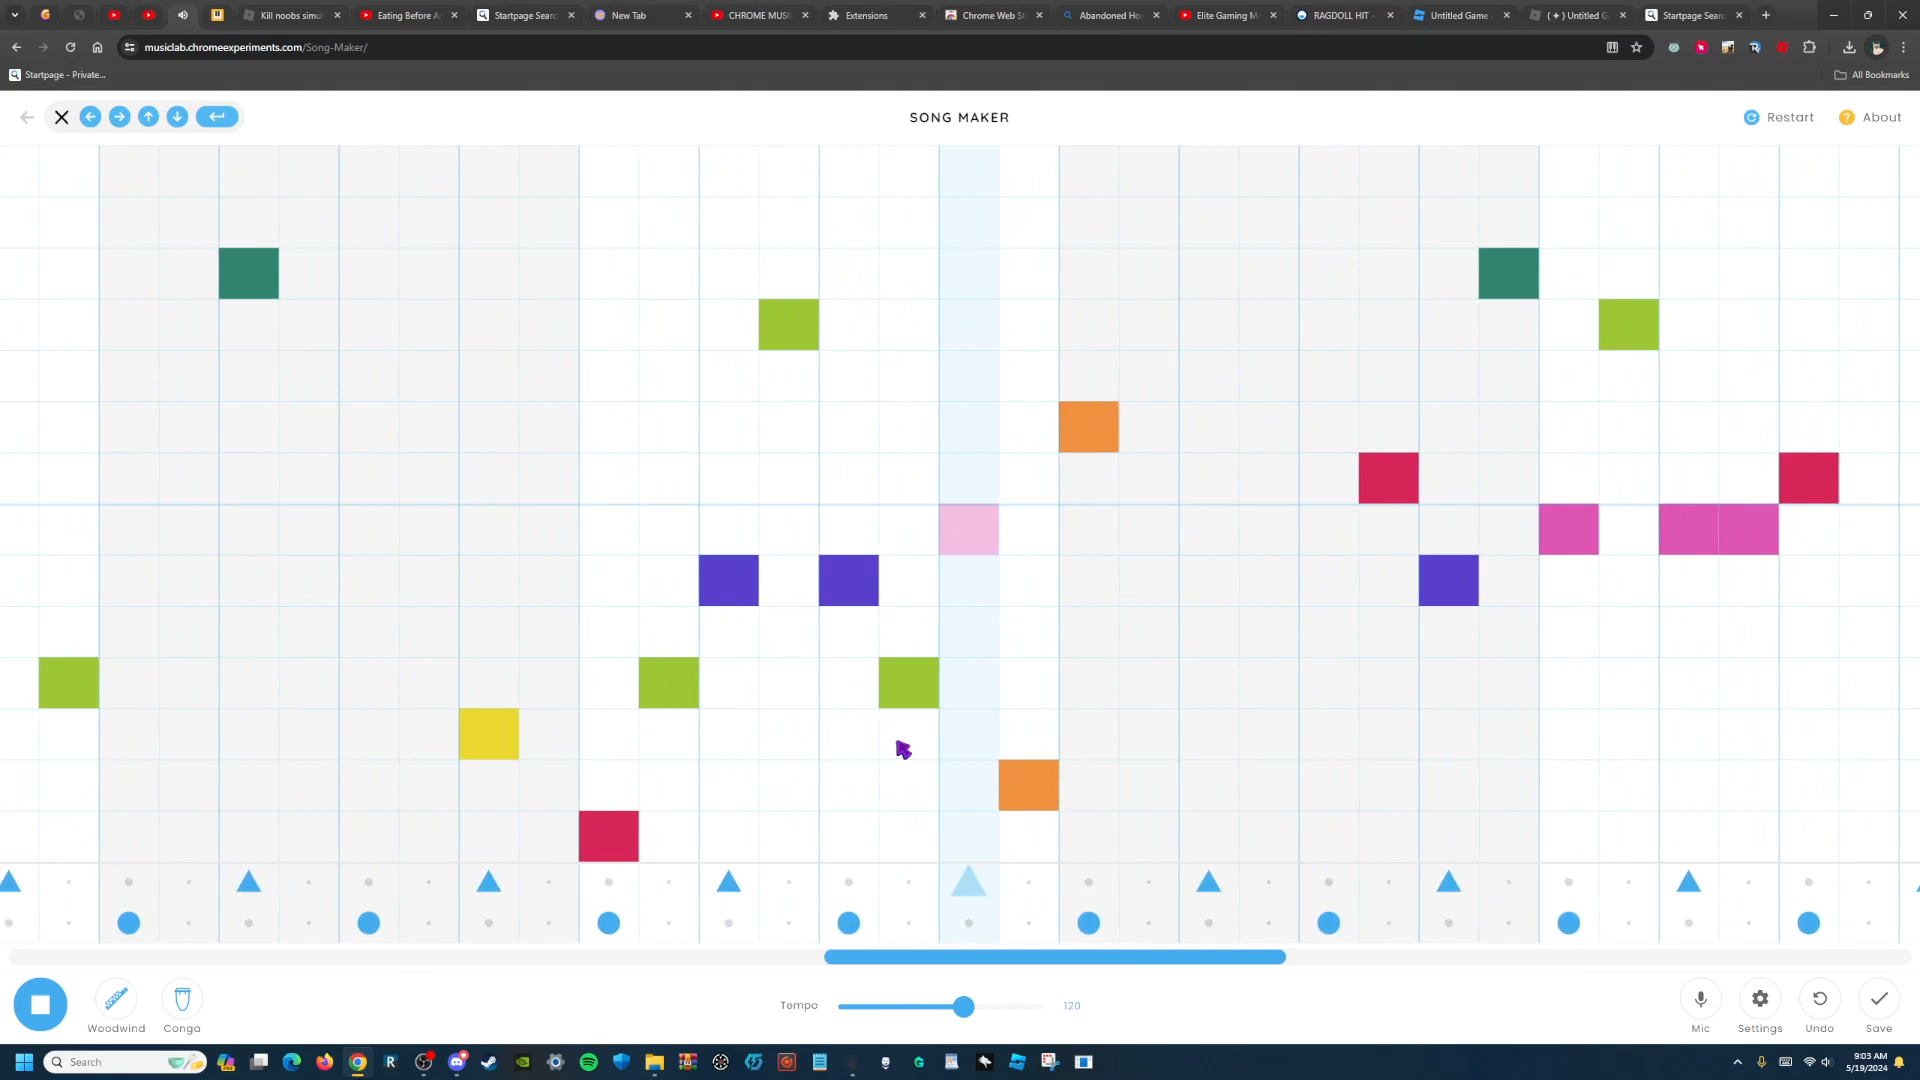 Kill noobs simu
Eating Before A
Startpage Searc
New Tab
CHROME MUSI
Extensions
Chrome Web St
Abandoned Ho
Elite Gaming M
RAGDOLL HIT -
Untitled Game
( + ) Untitled G
Startpage Searc
musiclab.chromeexperiments.com/Song-Maker/
Startpage - Private...
All Bookmarks
SONG MAKER
Restart
? About
Woodwind
Conga
Tempo
120
Mic
Settings
Undo
Save
Search
9:03 AM
5/19/2024